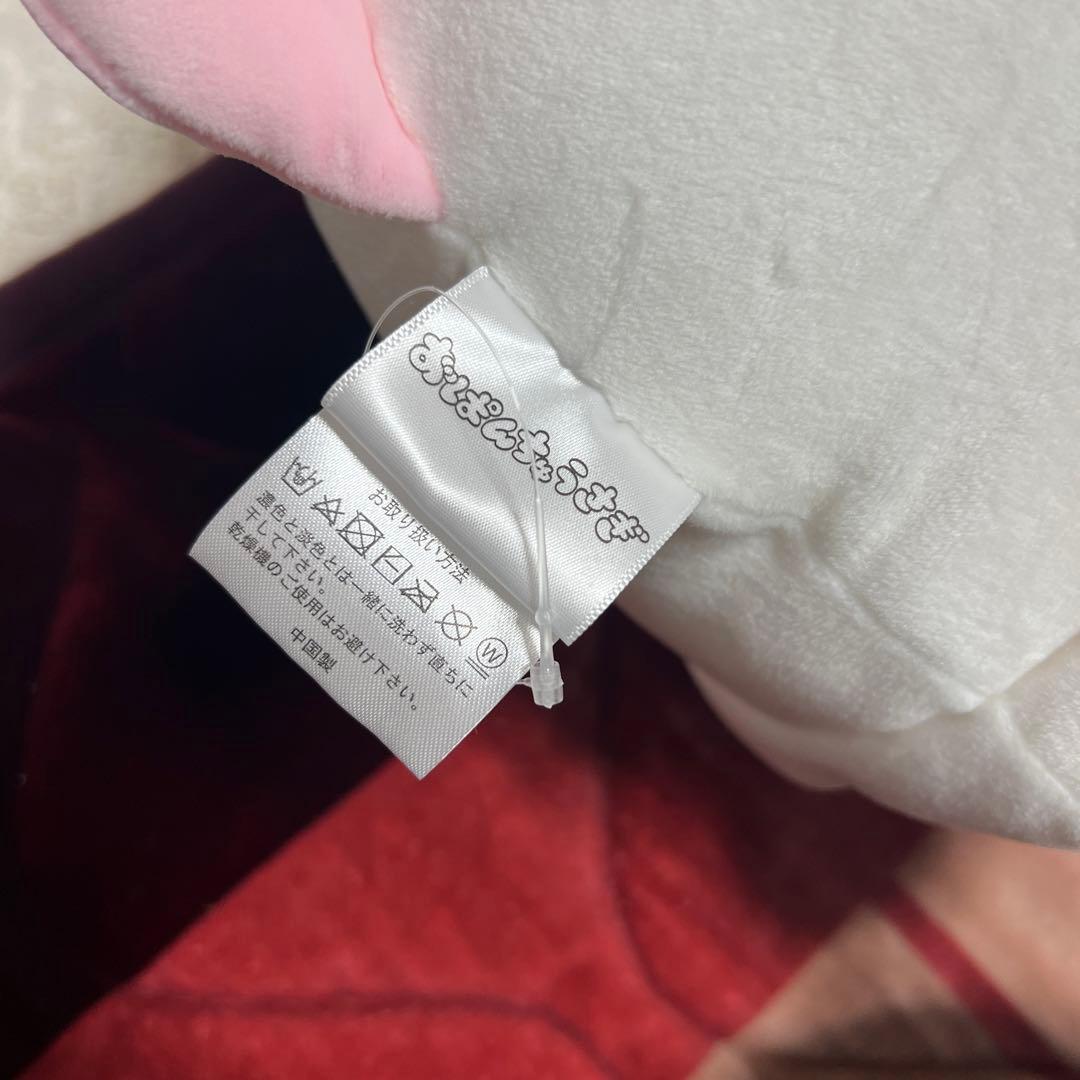 おぱんちゅうさぎ
お取り扱い方法
W
濃色と淡色とは一緒に洗わず直ちに
干して下さい。
乾燥機のご使用はお避け下さい。
中国製